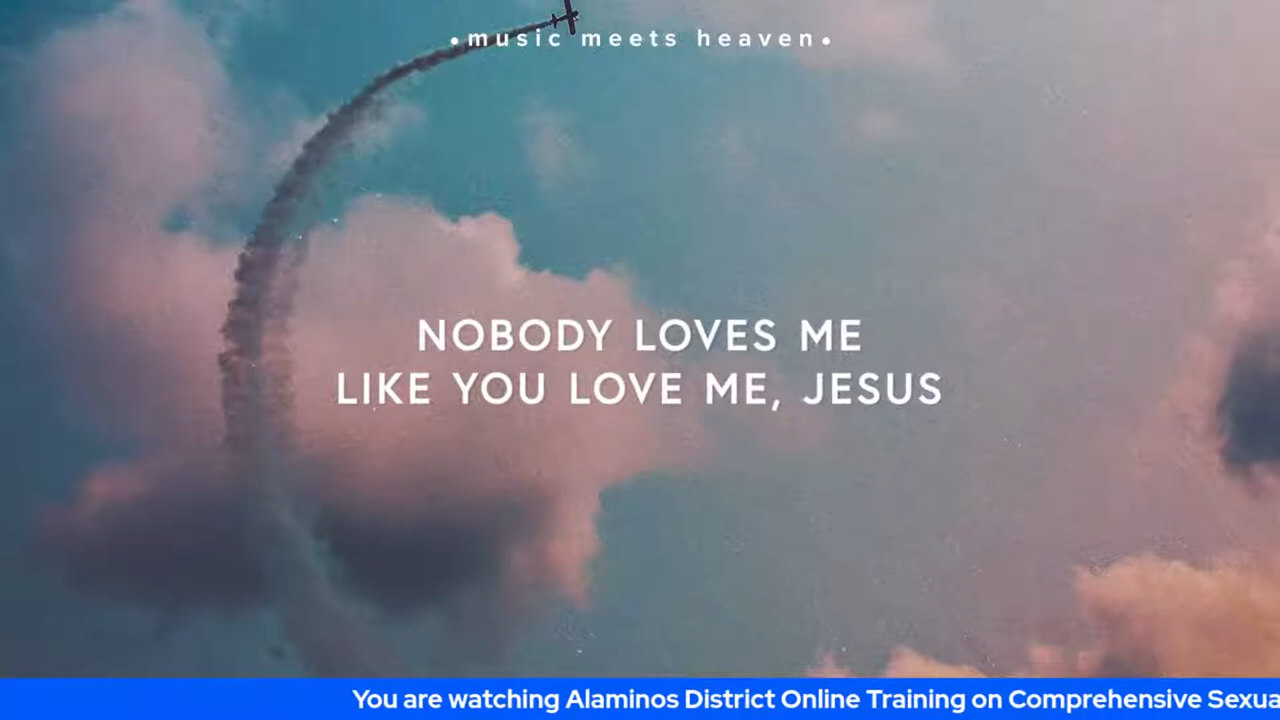 •music meets heaven•
NOBODY LOVES ME
LIKE YOU LOVE ME, JESUS
You are watching Alaminos District Online Training on Comprehensive Sexua